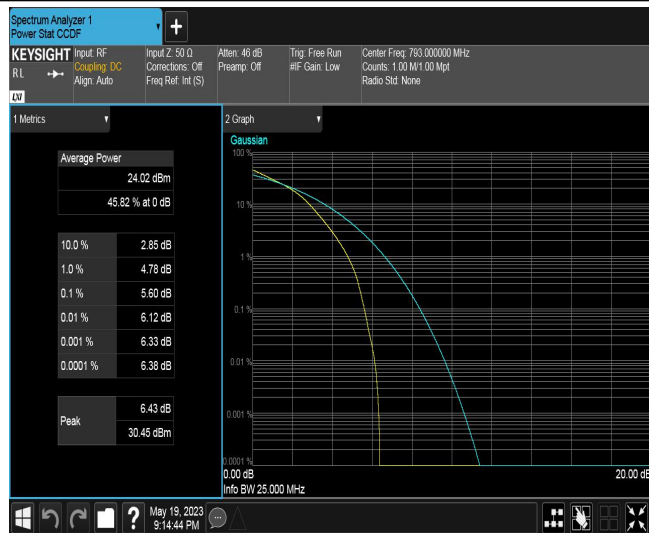 Spectrum Analyzer 1
Power Stat CCDF
+
KEYSIGHT
RL
LXI
Input: RF
Coupling: DC
Align: Auto
Input Z: 50 Ω
Corrections: Off
Freq Ref: Int (S)
Atten: 46 dB
Preamp: Off
Trig: Free Run
#IF Gain: Low
Center Freq: 793.000000 MHz
Counts: 1.00 M/1.00 Mpt
Radio Std: None
1 Metrics
Average Power
24.02 dBm
45.82 % at 0 dB
10.0 % 2.85 dB
1.0 % 4.78 dB
0.1 % 5.60 dB
0.01 % 6.12 dB
0.001 % 6.33 dB
0.0001 % 6.38 dB
Peak 6.43 dB
30.45 dBm
2 Graph
Gaussian
100 %
10 %
1 %
0.1 %
0.01 %
0.001 %
0.0001 %
0.00 dB 20.00 dB
Info BW 25.000 MHz
?
May 19, 2023
9:14:44 PM